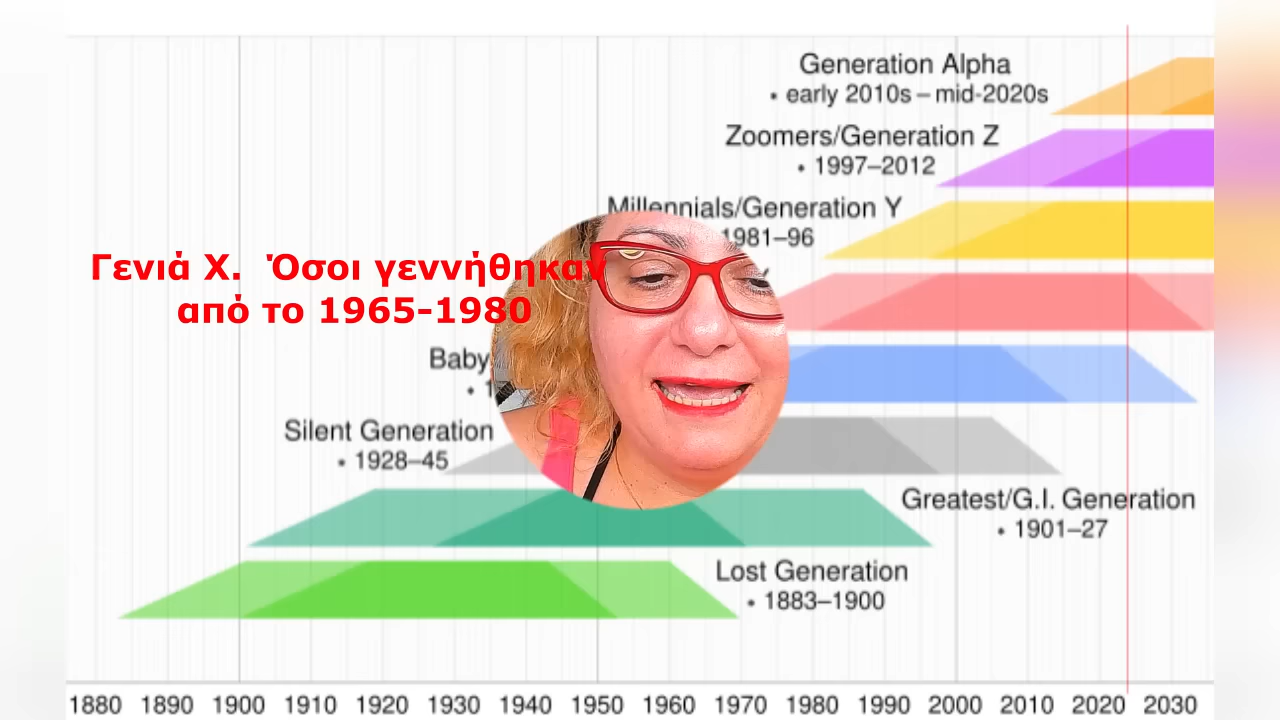 Generation Alpha
• early 2010s – mid-2020s
Zoomers/Generation Z
• 1997–2012
Millennials/Generation Y
1981–96
Γενιά Χ. Όσοι γεννήθηκαν
από το 1965-1980
Baby
• 1
Silent Generation
• 1928–45
Greatest/G.I. Generation
• 1901–27
Lost Generation
• 1883–1900
1880 1890 1900 1910 1920 1930 1940 1950 1960 1970 1980 1990 2000 2010 2020 2030